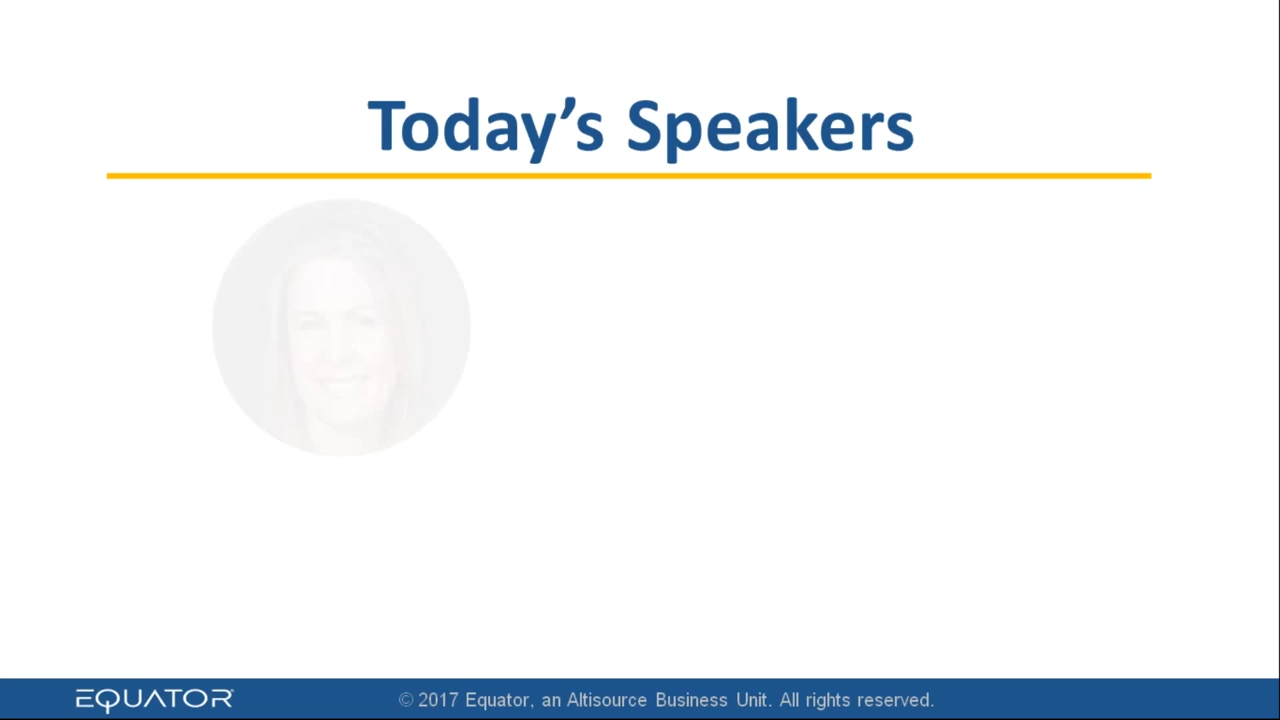 Today’s Speakers
EQUATOR®
© 2017 Equator, an Altisource Business Unit. All rights reserved.